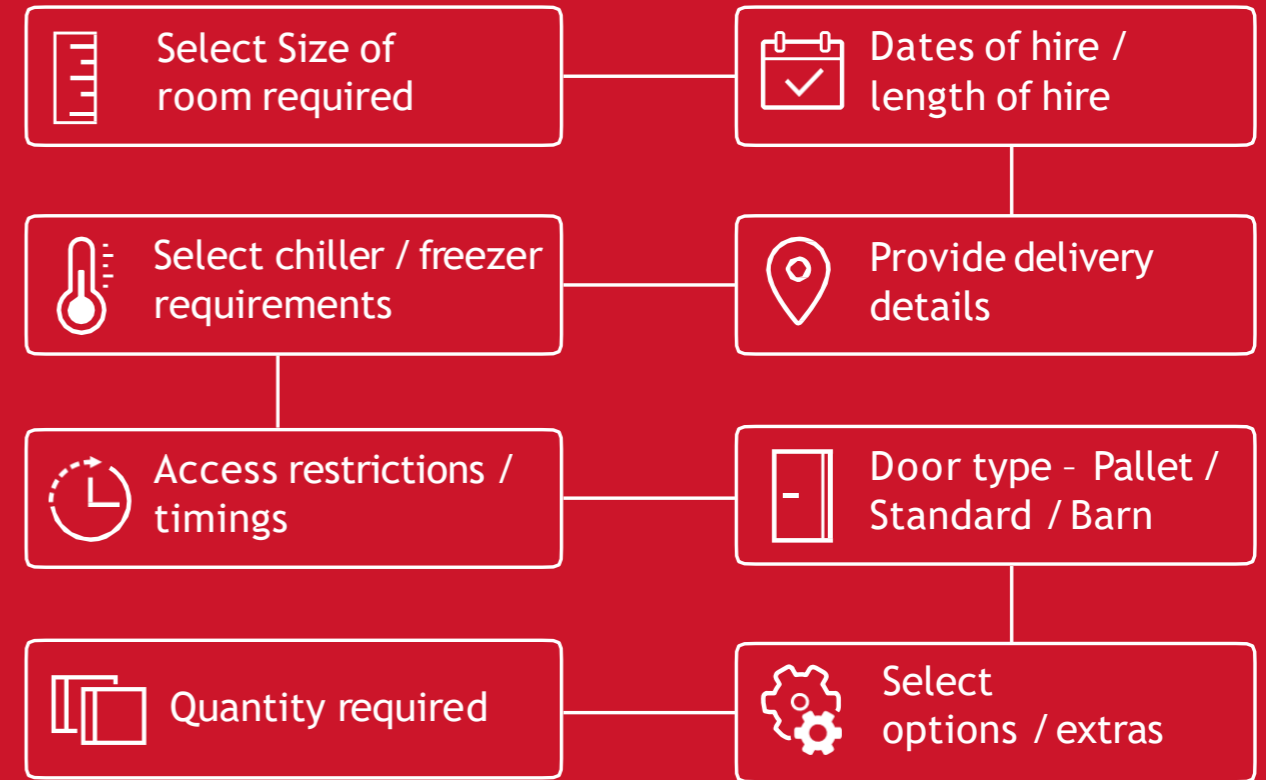 Select Size of
room required
Dates of hire /
length of hire
Provide delivery
details
Select chiller / freezer
requirements
Access restrictions /
timings
Door type - Pallet /
Standard / Barn
Select
options / extras
Quantity required